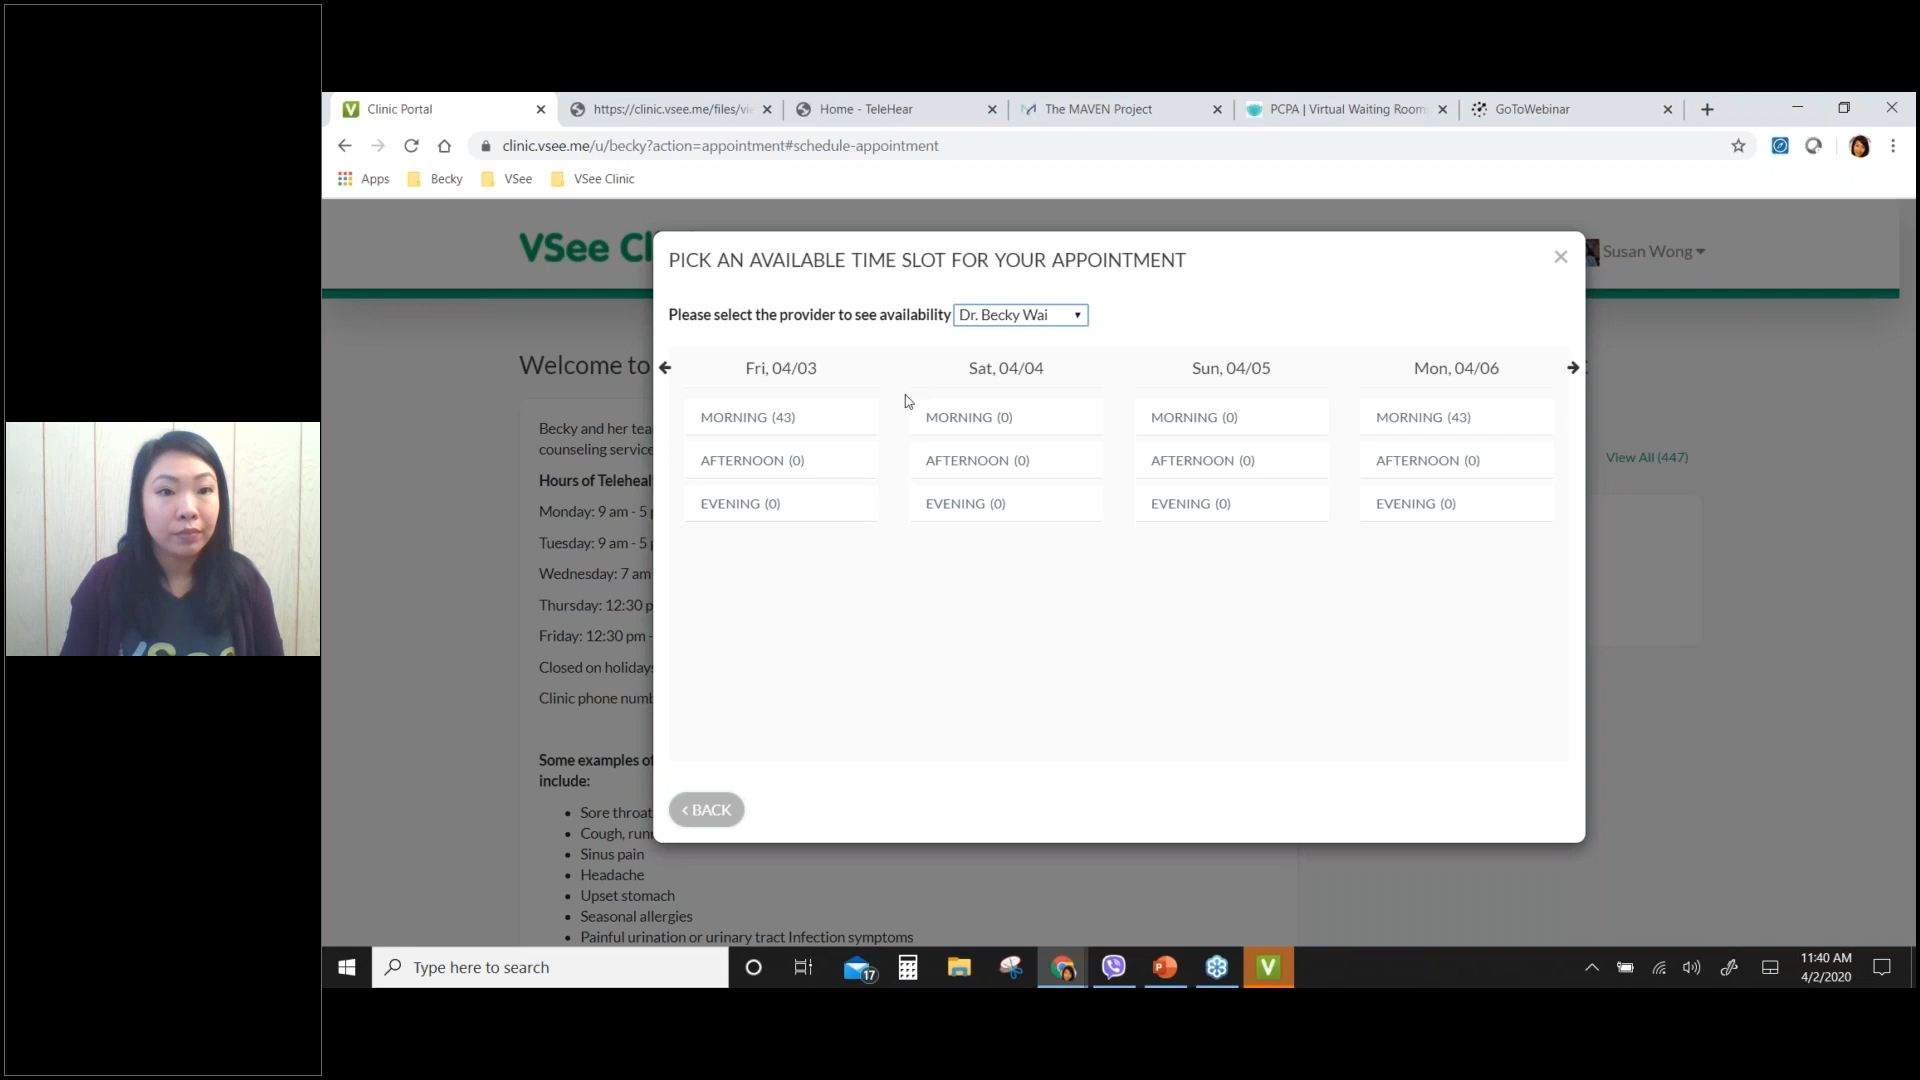 Clinic Portal
https://clinic.vsee.me/files/vie
Home - TeleHear
The MAVEN Project
PCPA | Virtual Waiting Room
GoToWebinar
clinic.vsee.me/u/becky?action=appointment#schedule-appointment
Apps
Becky
VSee
VSee Clinic
VSee Cl
Susan Wong
PICK AN AVAILABLE TIME SLOT FOR YOUR APPOINTMENT
Please select the provider to see availability Dr. Becky Wai
Fri, 04/03 Sat, 04/04 Sun, 04/05 Mon, 04/06
MORNING (43) MORNING (0) MORNING (0) MORNING (43)
AFTERNOON (0) AFTERNOON (0) AFTERNOON (0) AFTERNOON (0)
EVENING (0) EVENING (0) EVENING (0) EVENING (0)
< BACK
Welcome to
Becky and her tea
counseling service
Hours of Teleheal
Monday: 9 am - 5 p
Tuesday: 9 am - 5 p
Wednesday: 7 am
Thursday: 12:30 p
Friday: 12:30 pm -
Closed on holidays
Clinic phone numb
Some examples of
include:
• Sore throat
• Cough, runn
• Sinus pain
• Headache
• Upset stomach
• Seasonal allergies
• Painful urination or urinary tract Infection symptoms
View All (447)
Type here to search
17
11:40 AM
4/2/2020